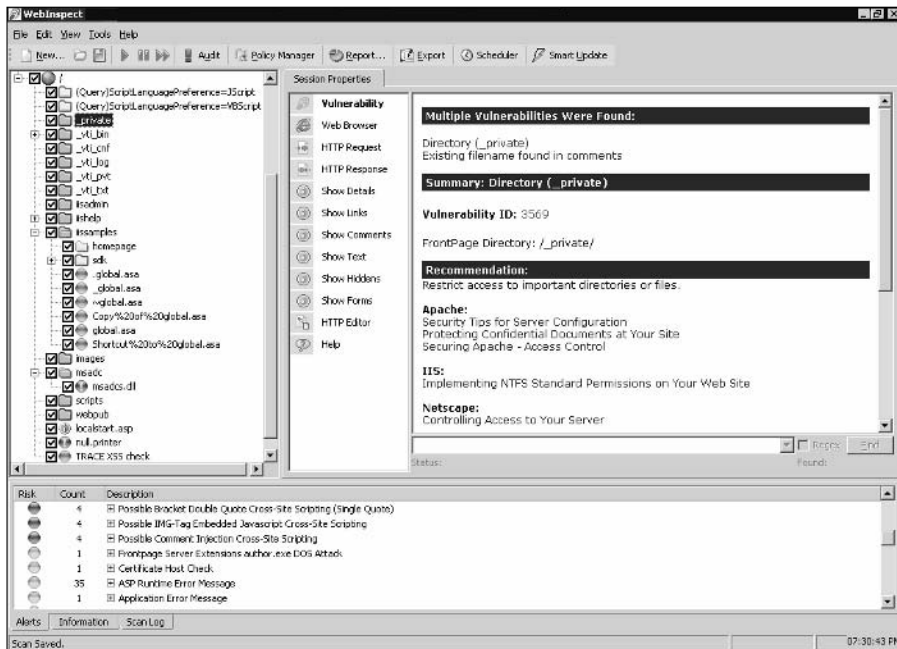 WebInspect
File Edit View Tools Help
New... Audit Policy Manager Report... Export Scheduler Smart Update
/
(Query)ScriptLanguagePreference=JScript
(Query)ScriptLanguagePreference=VBScript
_private
_vti_bin
_vti_cnf
_vti_log
_vti_pvt
_vti_txt
iisadmin
iishelp
iissamples
homepage
sdk
.global.asa
_global.asa
~global.asa
Copy%20of%20global.asa
global.asa
Shortcut%20to%20global.asa
images
msadc
msadcs.dll
scripts
webpub
localstart.asp
null.printer
TRACE XSS check
Session Properties
Vulnerability
Web Browser
HTTP Request
HTTP Response
Show Details
Show Links
Show Comments
Show Text
Show Hiddens
Show Forms
HTTP Editor
Help
Multiple Vulnerabilities Were Found:
Directory (_private)
Existing filename found in comments
Summary: Directory (_private)
Vulnerability ID: 3569
FrontPage Directory: /_private/
Recommendation:
Restrict access to important directories or files.
Apache:
Security Tips for Server Configuration
Protecting Confidential Documents at Your Site
Securing Apache - Access Control
IIS:
Implementing NTFS Standard Permissions on Your Web Site
Netscape:
Controlling Access to Your Server
Regex Find
Status: Found:
Risk Count Description
4 Possible Bracket Double Quote Cross-Site Scripting (Single Quote)
4 Possible IMG-Tag Embedded Javascript Cross-Site Scripting
4 Possible Comment Injection Cross-Site Scripting
1 Frontpage Server Extensions author.exe DOS Attack
1 Certificate Host Check
35 ASP Runtime Error Message
1 Application Error Message
Alerts Information Scan Log
Scan Saved. 07:30:43 PM